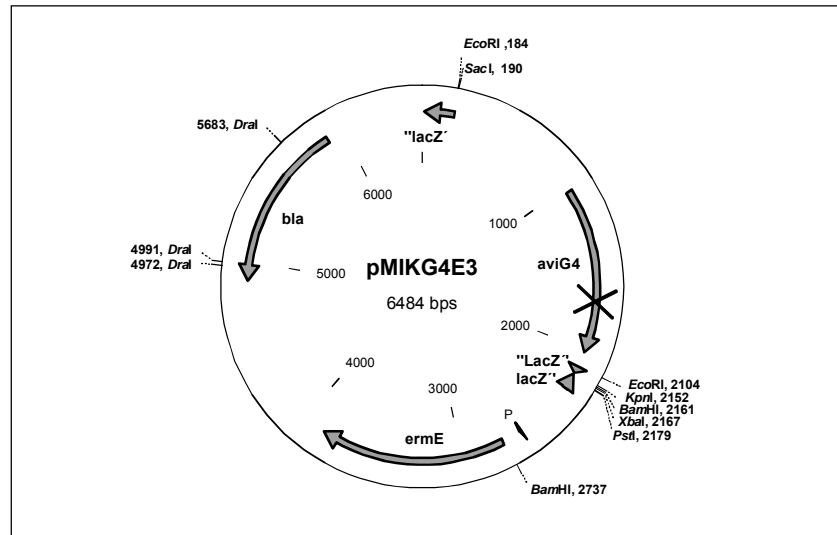 EcoRI ,184
SacI, 190
5683, DraI
"lacZ´
6000
1000
bla
4991, DraI
4972, DraI
5000
pMIKG4E3
aviG4
6484 bps
2000
"LacZ´'
lacZ´'
4000
EcoRI, 2104
KpnI, 2152
BamHI, 2161
XbaI, 2167
PstI, 2179
3000
P
ermE
BamHI, 2737